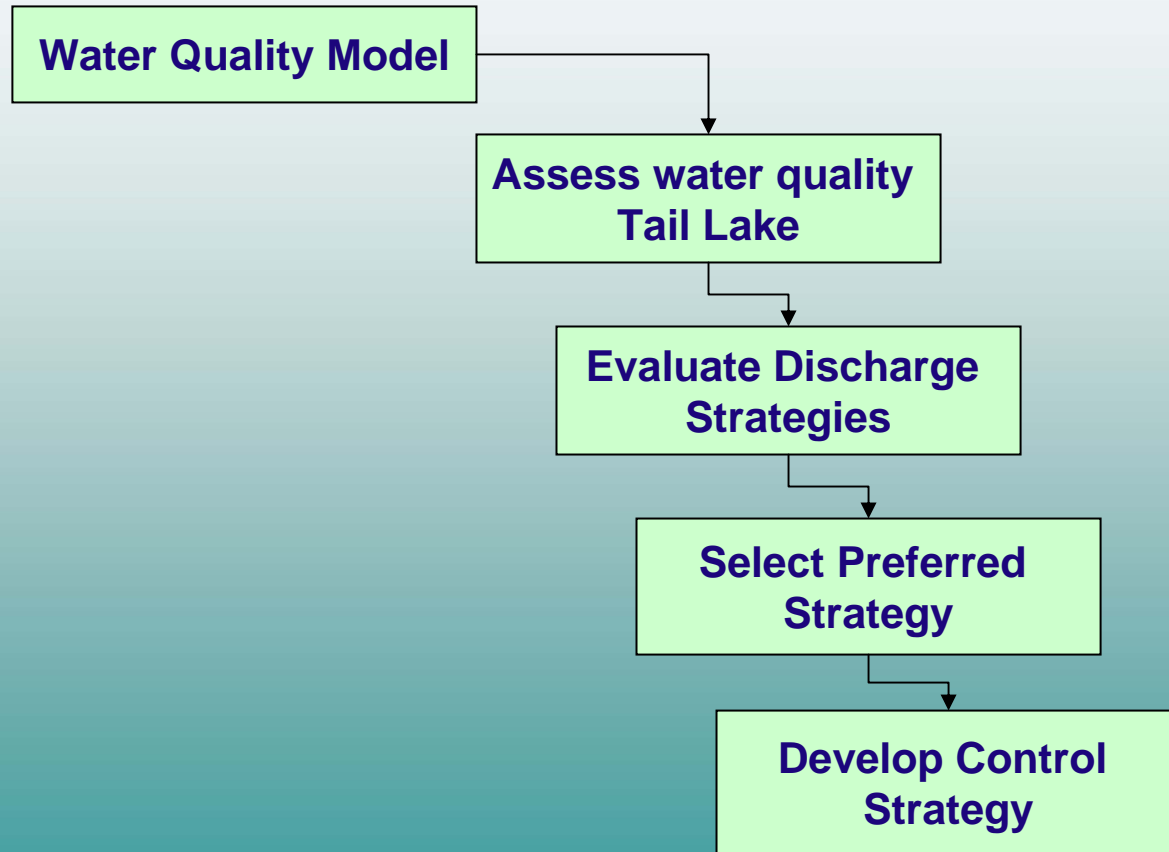 Water Quality Model
Assess water quality
Tail Lake
Evaluate Discharge
Strategies
Select Preferred
Strategy
Develop Control
Strategy